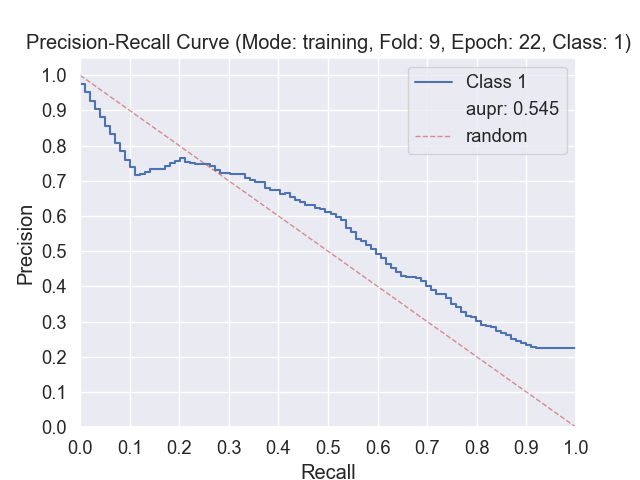 Precision-Recall Curve (Mode: training, Fold: 9, Epoch: 22, Class: 1)
Class 1
aupr: 0.545
random
Precision
1.0
0.9
0.8
0.7
0.6
0.5
0.4
0.3
0.2
0.1
0.0
0.0 0.1 0.2 0.3 0.4 0.5 0.6 0.7 0.8 0.9 1.0
Recall